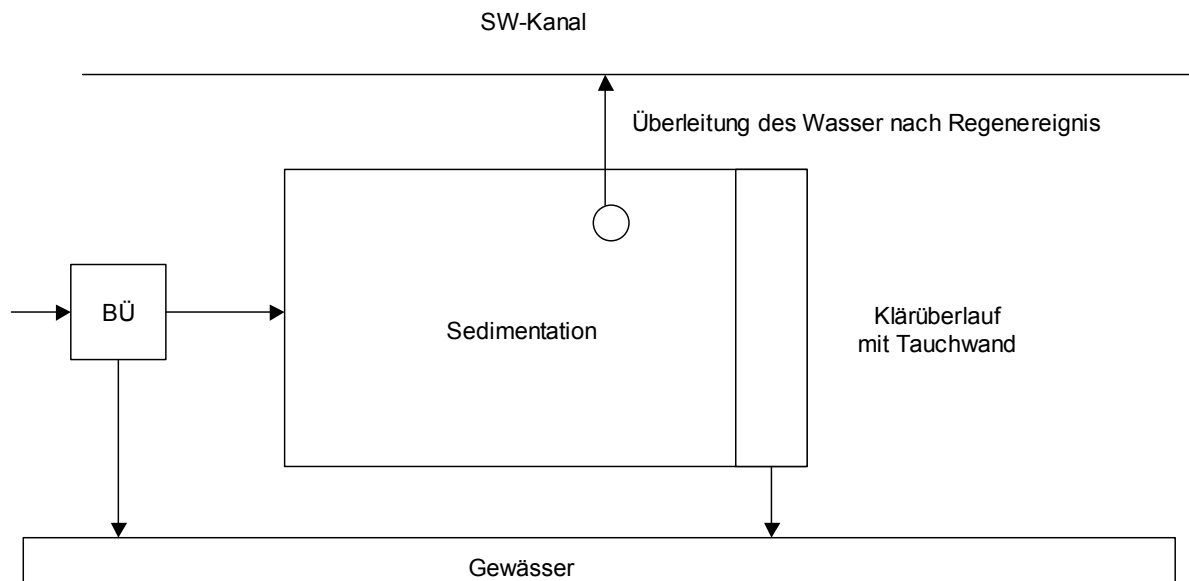 SW-Kanal
Überleitung des Wasser nach Regenereignis
BÜ
Sedimentation
Klärüberlauf
mit Tauchwand
Gewässer